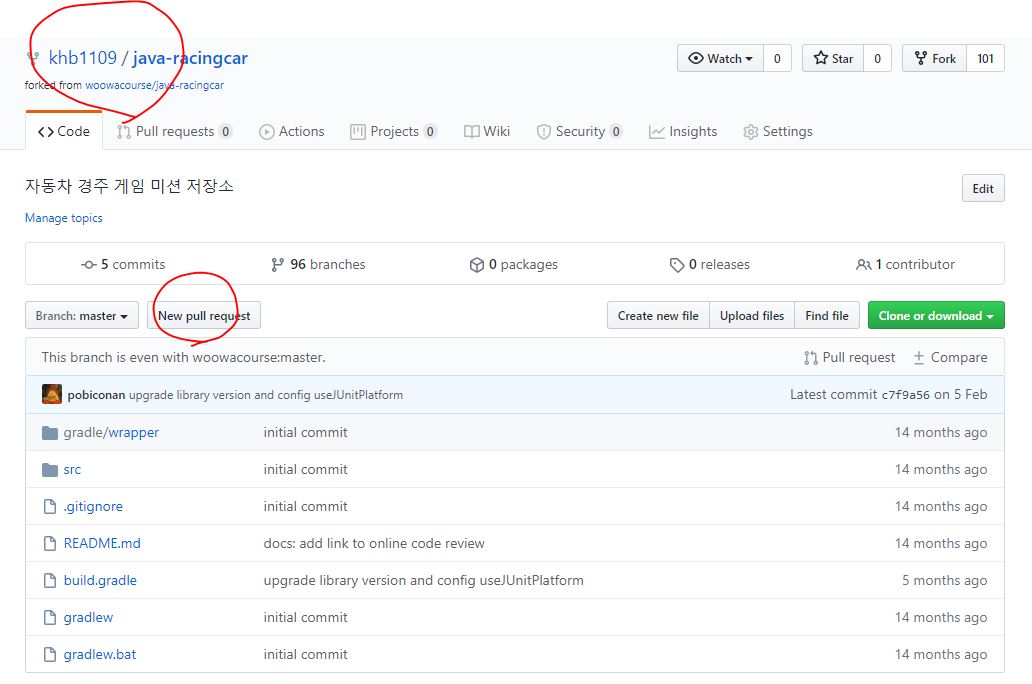 khb1109 / java-racingcar
Watch 0 Star 0 Fork 101
forked from woowacourse/java-racingcar
Code Pull requests 0 Actions Projects 0 Wiki Security 0 Insights Settings
자동차 경주 게임 미션 저장소
Edit
Manage topics
5 commits 96 branches 0 packages 0 releases 1 contributor
Branch: master New pull request Create new file Upload files Find file Clone or download
This branch is even with woowacourse:master. Pull request Compare
pobiconan upgrade library version and config useJUnitPlatform Latest commit c7f9a56 on 5 Feb
gradle/wrapper initial commit 14 months ago
src initial commit 14 months ago
.gitignore initial commit 14 months ago
README.md docs: add link to online code review 14 months ago
build.gradle upgrade library version and config useJUnitPlatform 5 months ago
gradlew initial commit 14 months ago
gradlew.bat initial commit 14 months ago